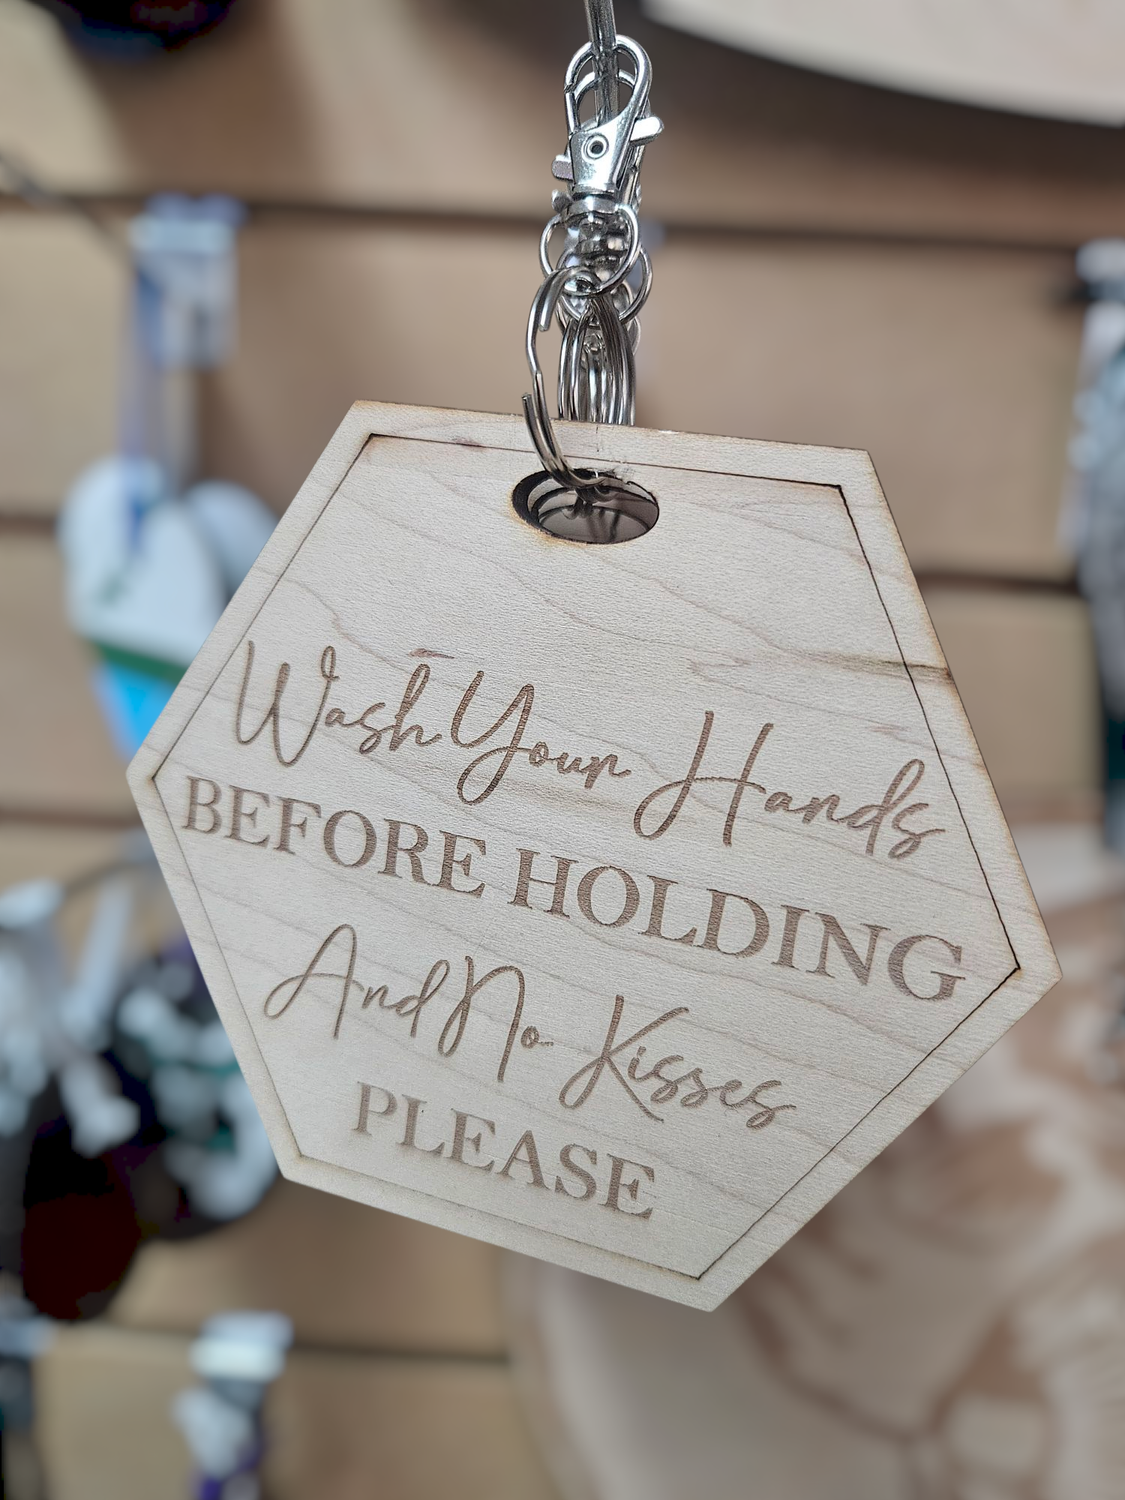 Wash Your Hands
BEFORE HOLDING
And No Kisses
PLEASE